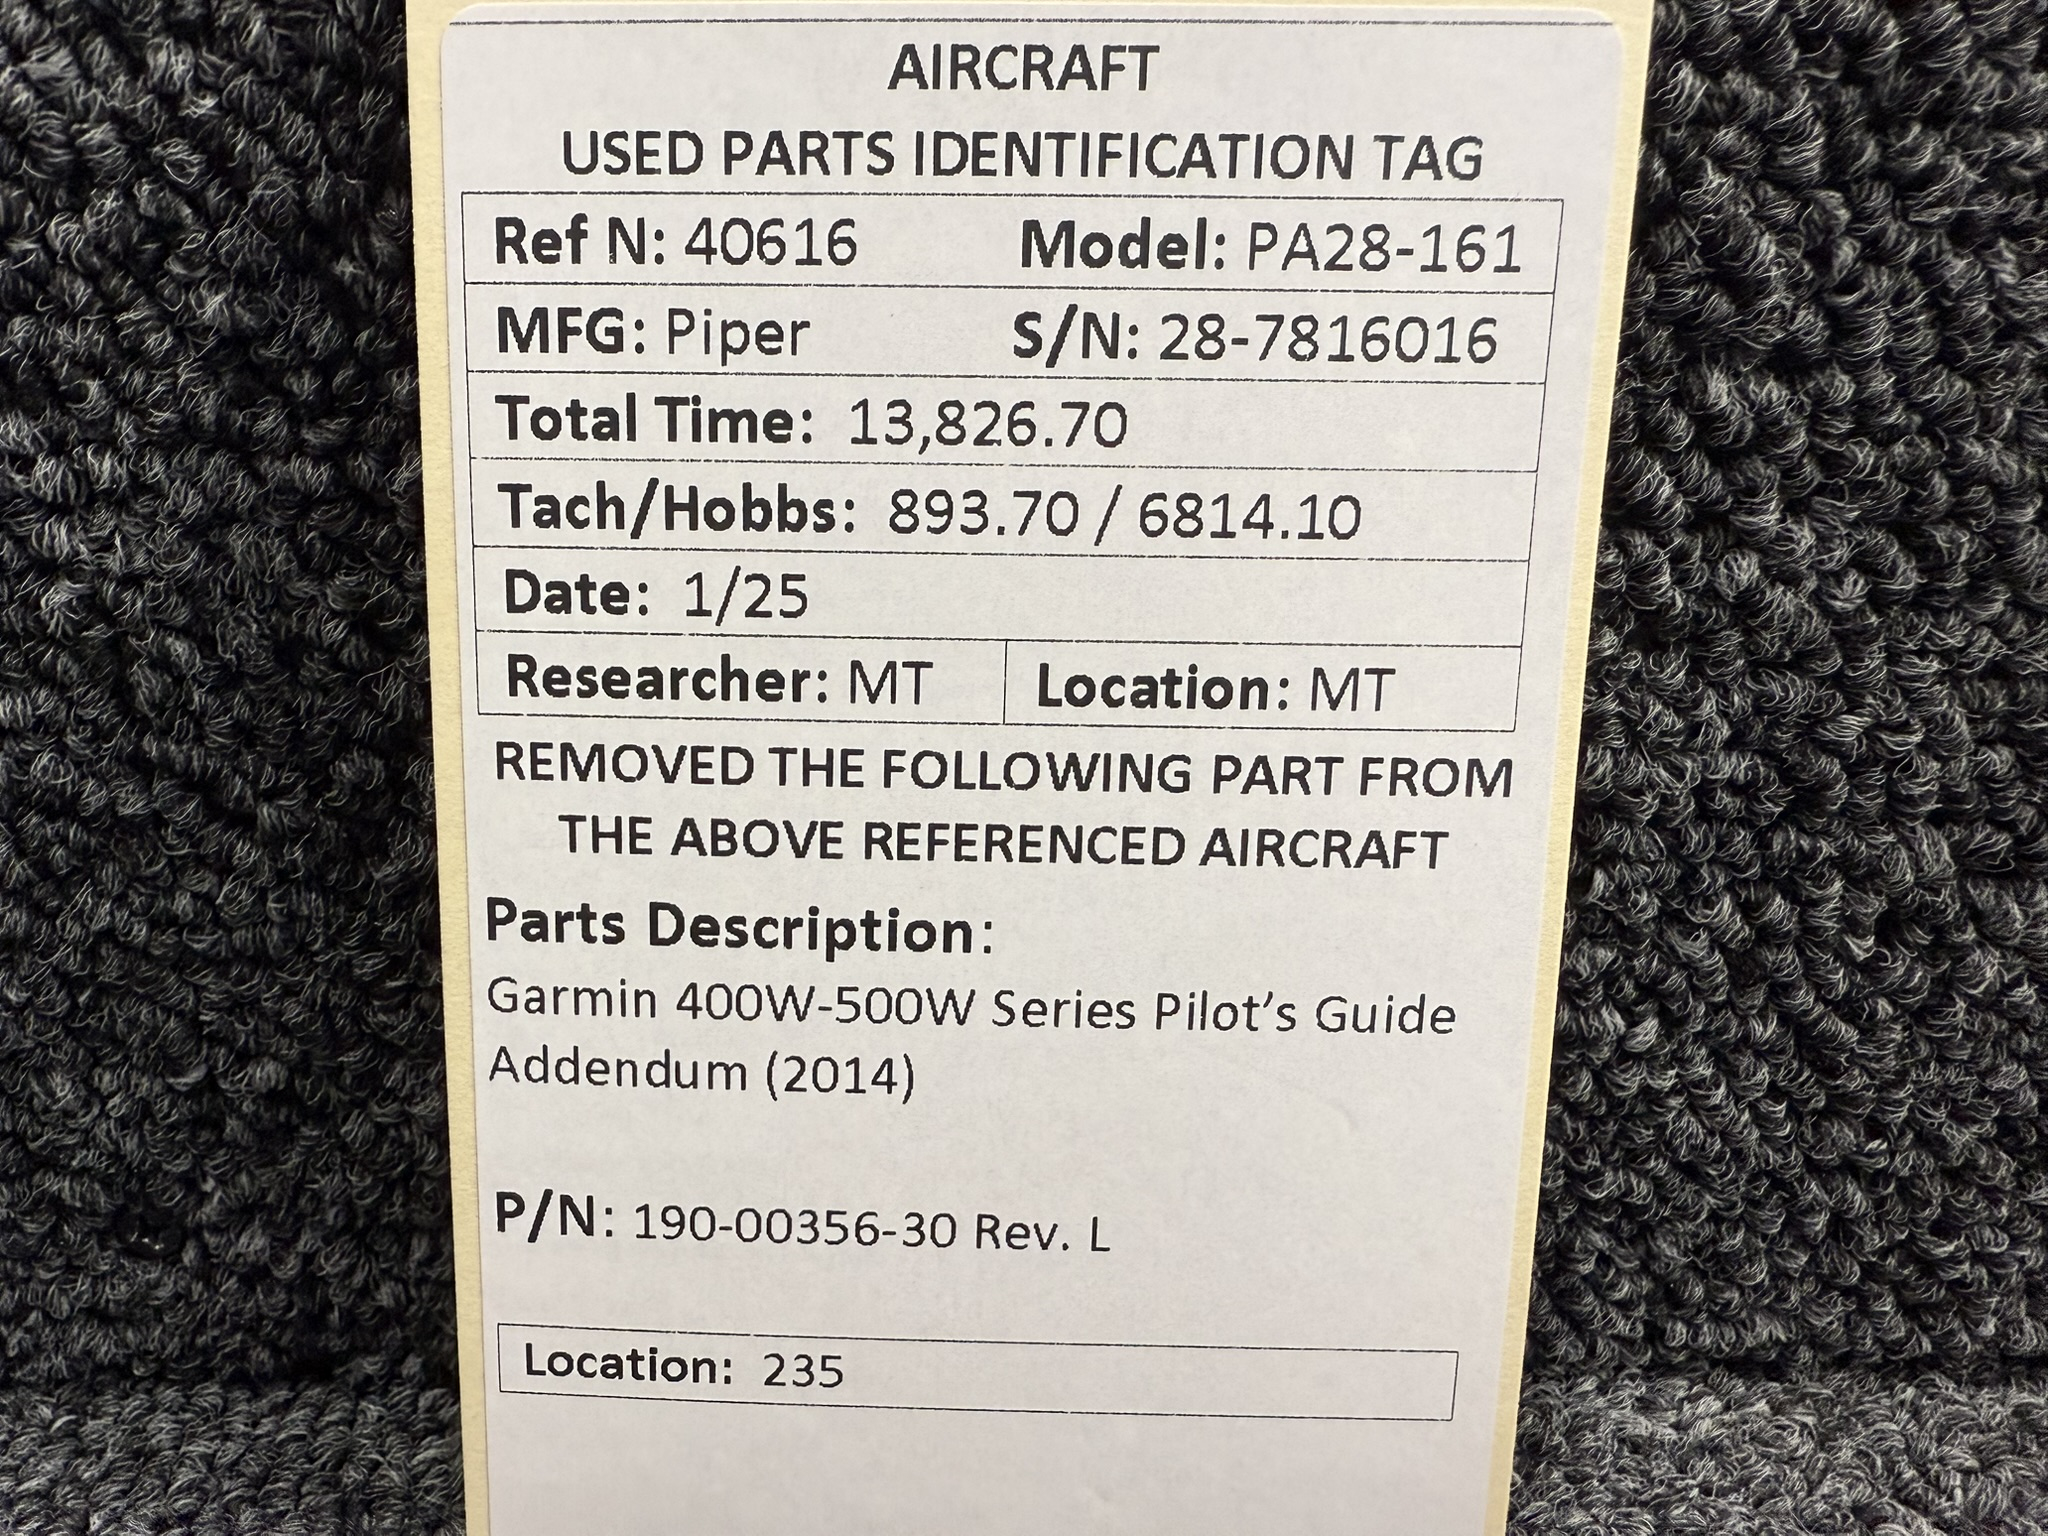 AIRCRAFT
USED PARTS IDENTIFICATION TAG
Ref N: 40616 Model: PA28-161
MFG: Piper S/N: 28-7816016
Total Time: 13,826.70
Tach/Hobbs: 893.70 / 6814.10
Date: 1/25
Researcher: MT Location: MT
REMOVED THE FOLLOWING PART FROM
THE ABOVE REFERENCED AIRCRAFT
Parts Description:
Garmin 400W-500W Series Pilot’s Guide
Addendum (2014)
P/N: 190-00356-30 Rev. L
Location: 235